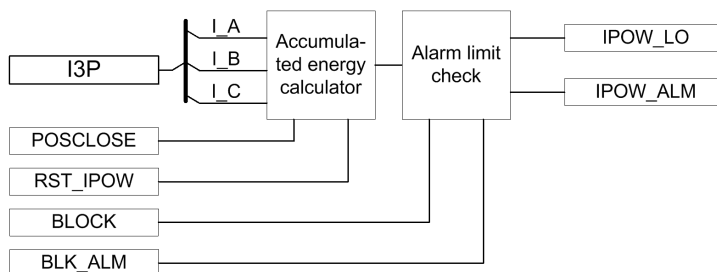 I_A
I_B
I_C
I3P
Accumula-
ted energy
calculator
Alarm limit
check
IPOW_LO
IPOW_ALM
POSCLOSE
RST_IPOW
BLOCK
BLK_ALM